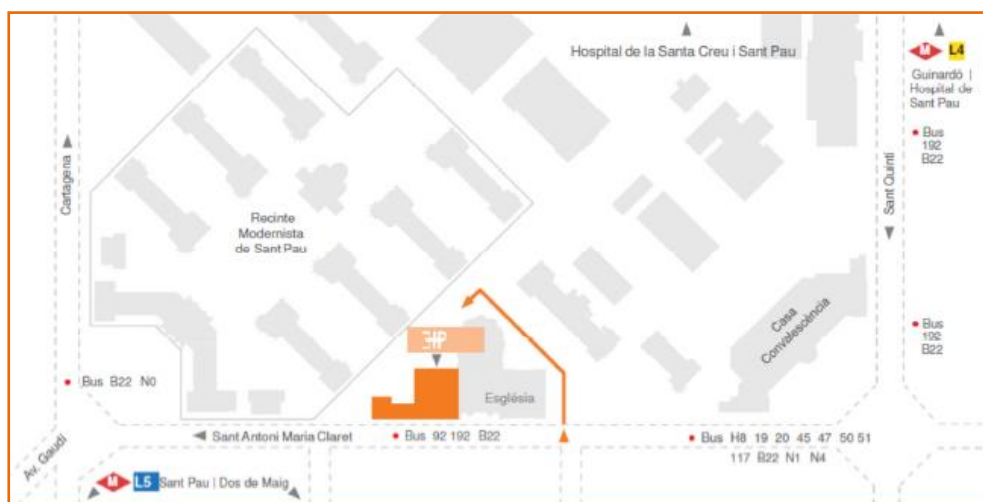 Hospital de la Santa Creu i Sant Pau
M L4
Guinardó |
Hospital de
Sant Pau
Bus
192
B22
Cartagena
Sant Quintí
Recinte
Modernista
de Sant Pau
Casa
Convalescència
Bus
192
B22
Bus B22 N0
Església
Sant Antoni Maria Claret
Bus 92 192 B22
Bus H8 19 20 45 47 50 51
117 B22 N1 N4
Av. Gaudí
M L5 Sant Pau | Dos de Maig